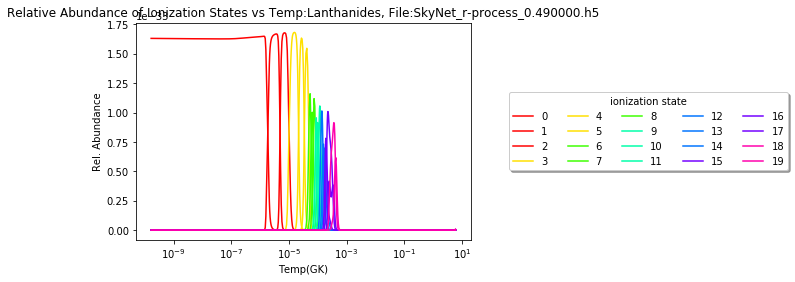 Relative Abundance of Ionization States vs Temp:Lanthanides, File:SkyNet_r-process_0.490000.h5
1.75
1.50
1.25
1.00
0.75
0.50
0.25
0.00
Rel. Abundance
10⁻⁹ 10⁻⁷ 10⁻⁵ 10⁻³ 10⁻¹ 10¹
Temp(GK)
ionization state
0 4 8 12 16
1 5 9 13 17
2 6 10 14 18
3 7 11 15 19